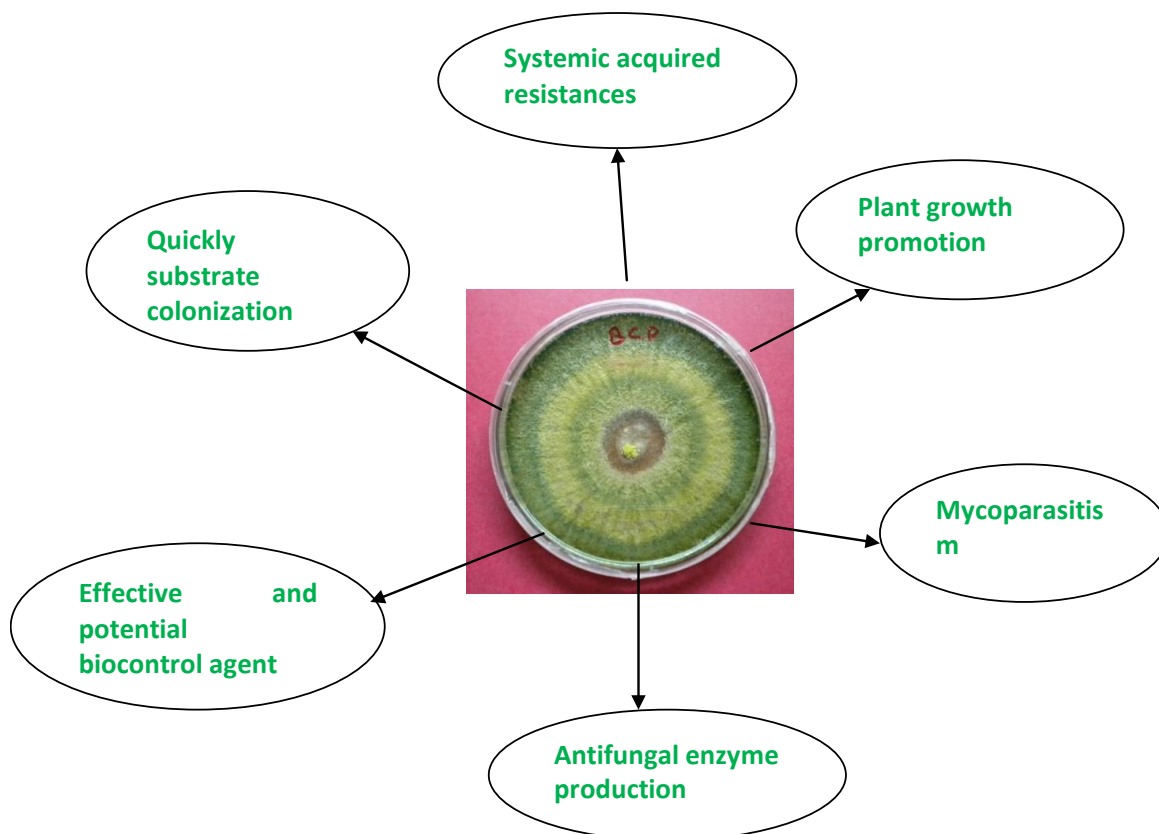 Systemic acquired
resistances
Plant growth
promotion
Quickly
substrate
colonization
BCP
Mycoparasitis
m
Effective and
potential
biocontrol agent
Antifungal enzyme
production